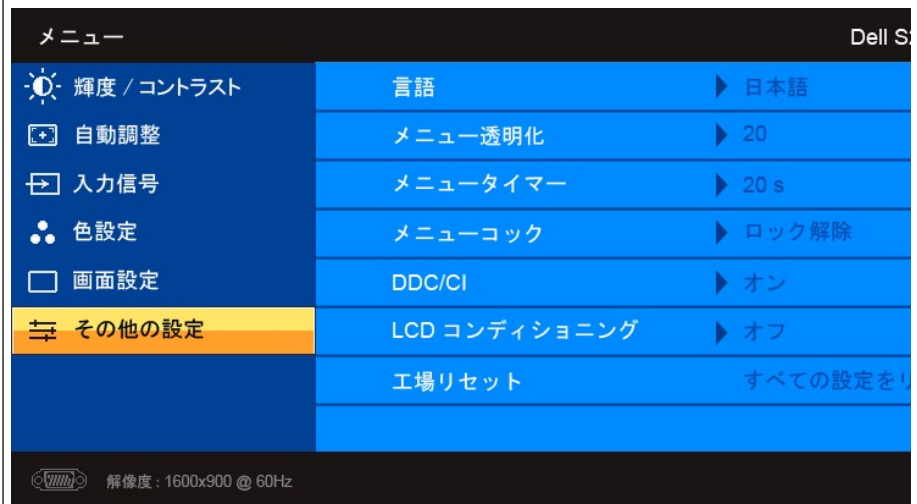 メニュー
Dell S
輝度 / コントラスト
自動調整
入力信号
色設定
画面設定
その他の設定
言語 日本語
メニュー透明化 20
メニュータイマー 20 s
メニューコック ロック解除
DDC/CI オン
LCD コンディショニング オフ
工場リセット すべての設定を
解像度 : 1600x900 @ 60Hz